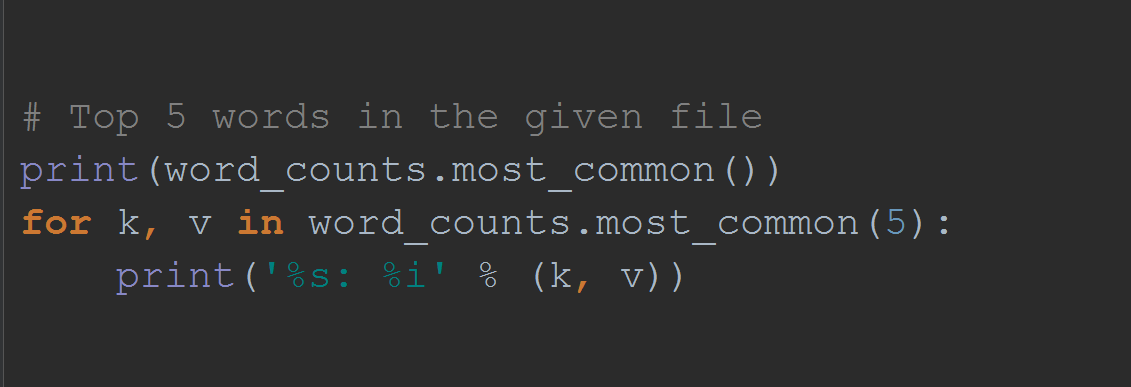 # Top 5 words in the given file
print(word_counts.most_common())
for k, v in word_counts.most_common(5):
    print('%s: %i' % (k, v))